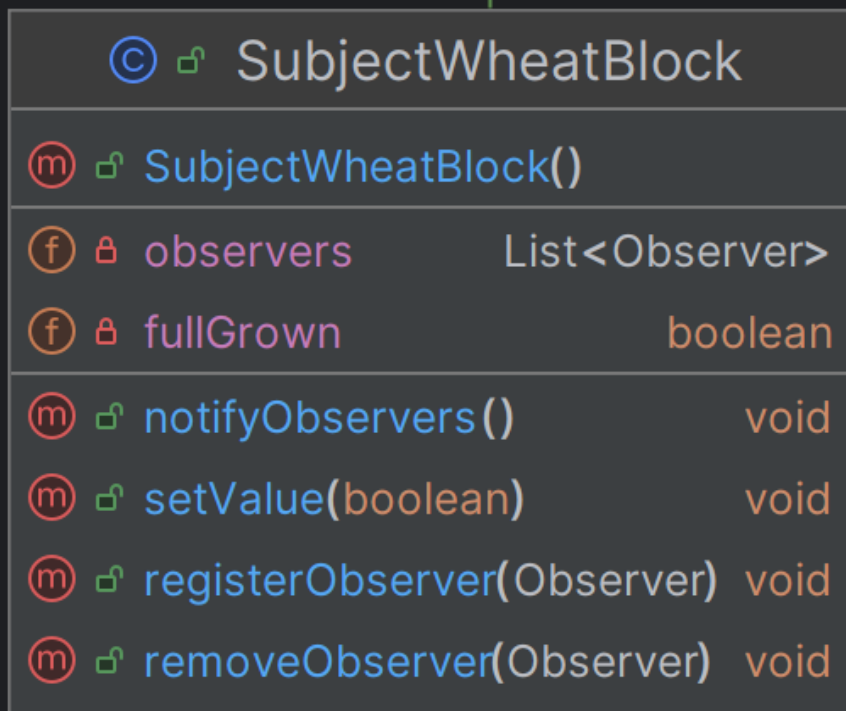 C SubjectWheatBlock
m SubjectWheatBlock()
f observers List<Observer>
f fullGrown boolean
m notifyObservers() void
m setValue(boolean) void
m registerObserver(Observer) void
m removeObserver(Observer) void